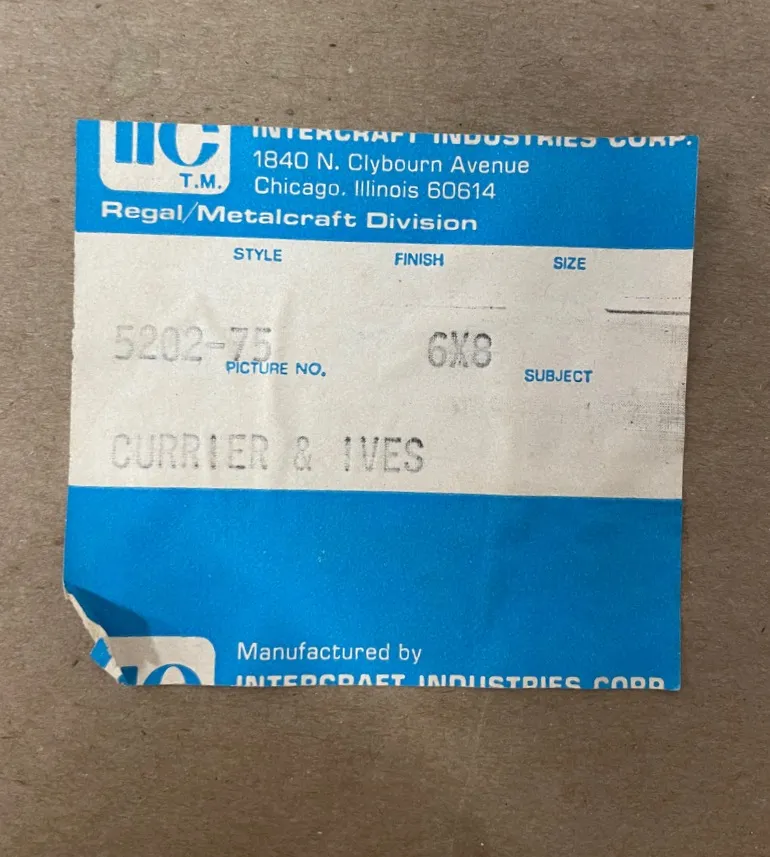 IIC
INTERCRAFT INDUSTRIES CORP.
T.M.
1840 N. Clybourn Avenue
Chicago, Illinois 60614
Regal/Metalcraft Division
STYLE FINISH SIZE
5202-75 6X8
PICTURE NO. SUBJECT
CURRIER & IVES
Manufactured by
INTERCRAFT INDUSTRIES CORP